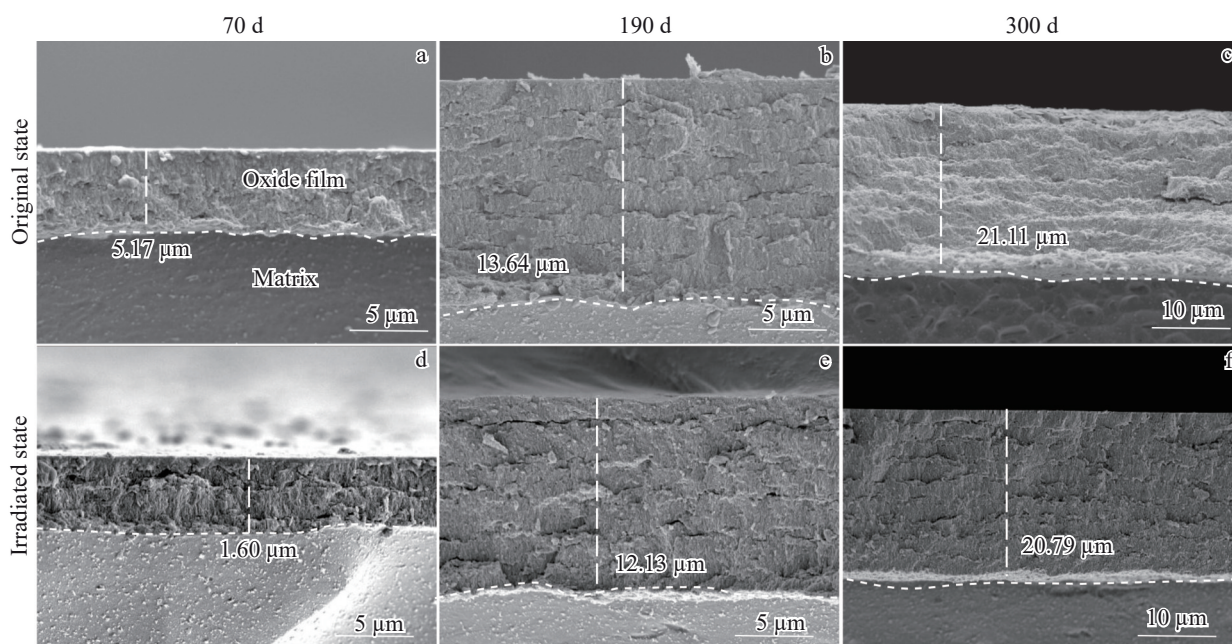 70 d
190 d
300 d
Original state
a
Oxide film
5.17 μm
Matrix
5 μm
b
13.64 μm
5 μm
c
21.11 μm
10 μm
Irradiated state
d
1.60 μm
5 μm
e
12.13 μm
5 μm
f
20.79 μm
10 μm